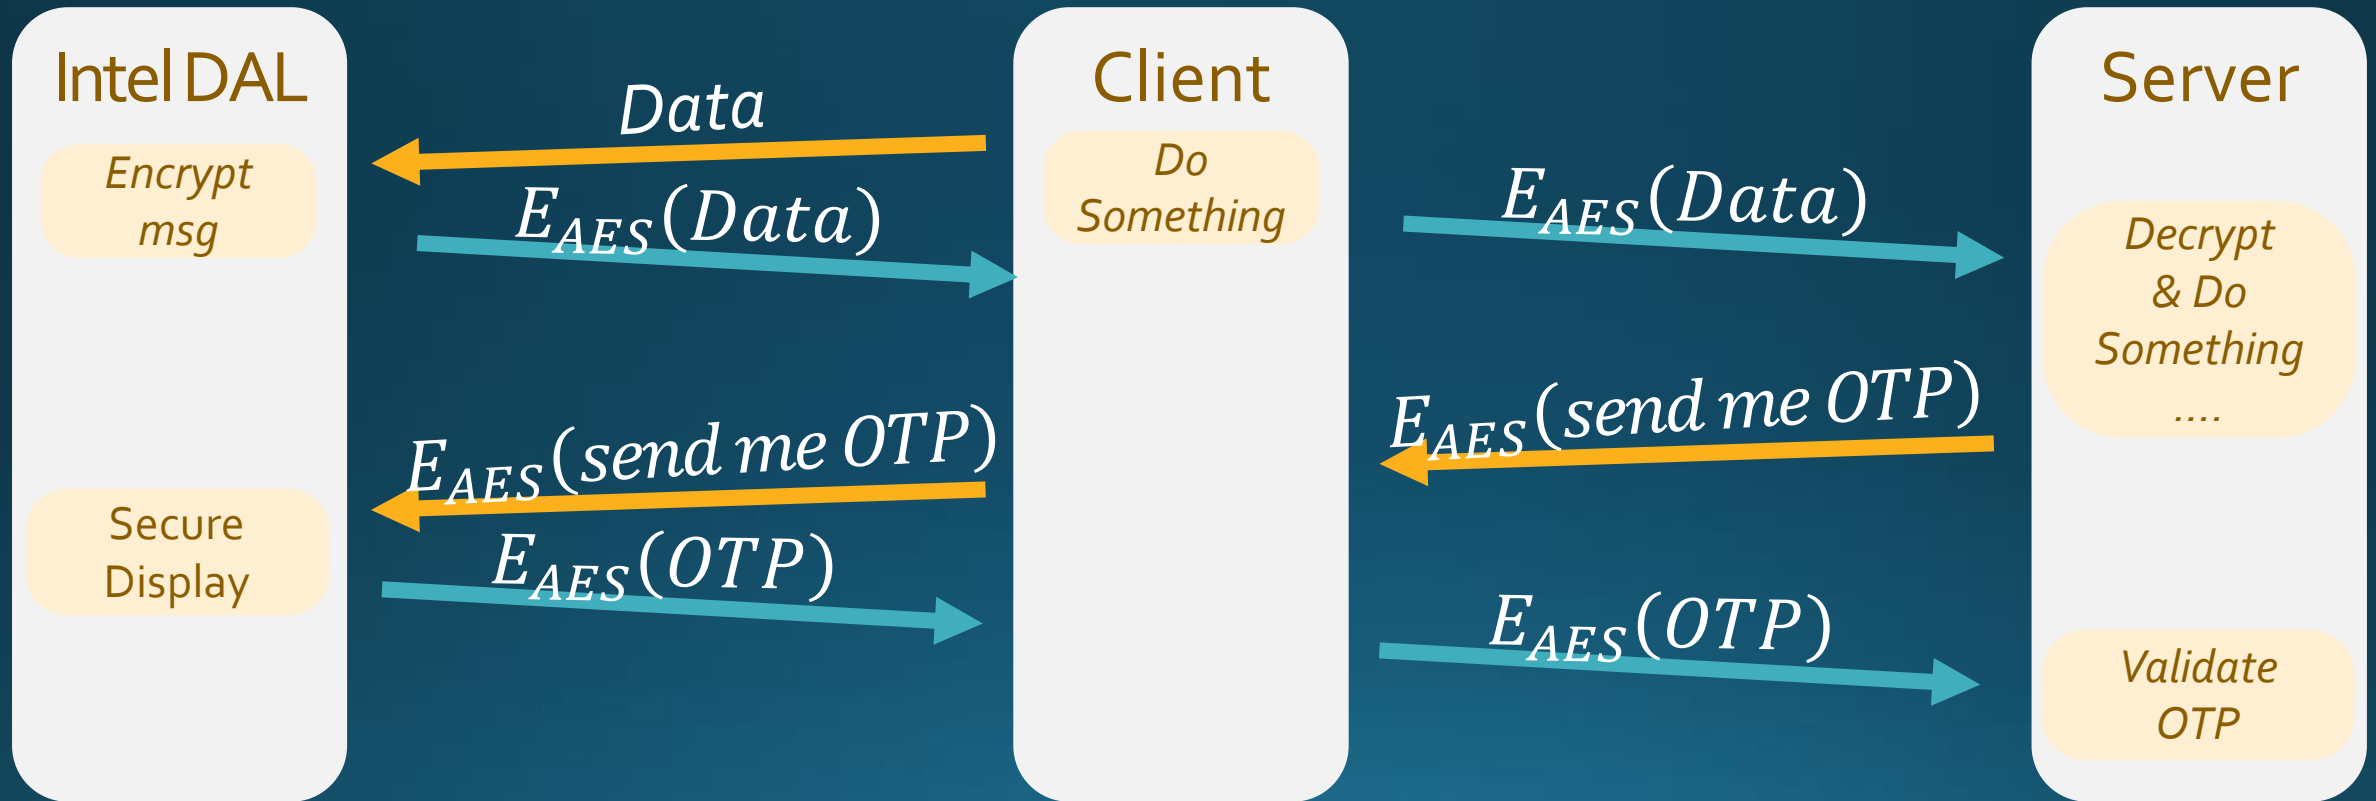 Intel DAL
Encrypt
msg
Secure
Display
Data
E_AES(Data)
E_AES(send me OTP)
E_AES(OTP)
Client
Do
Something
E_AES(Data)
E_AES(send me OTP)
E_AES(OTP)
Server
Decrypt
& Do
Something
....
Validate
OTP